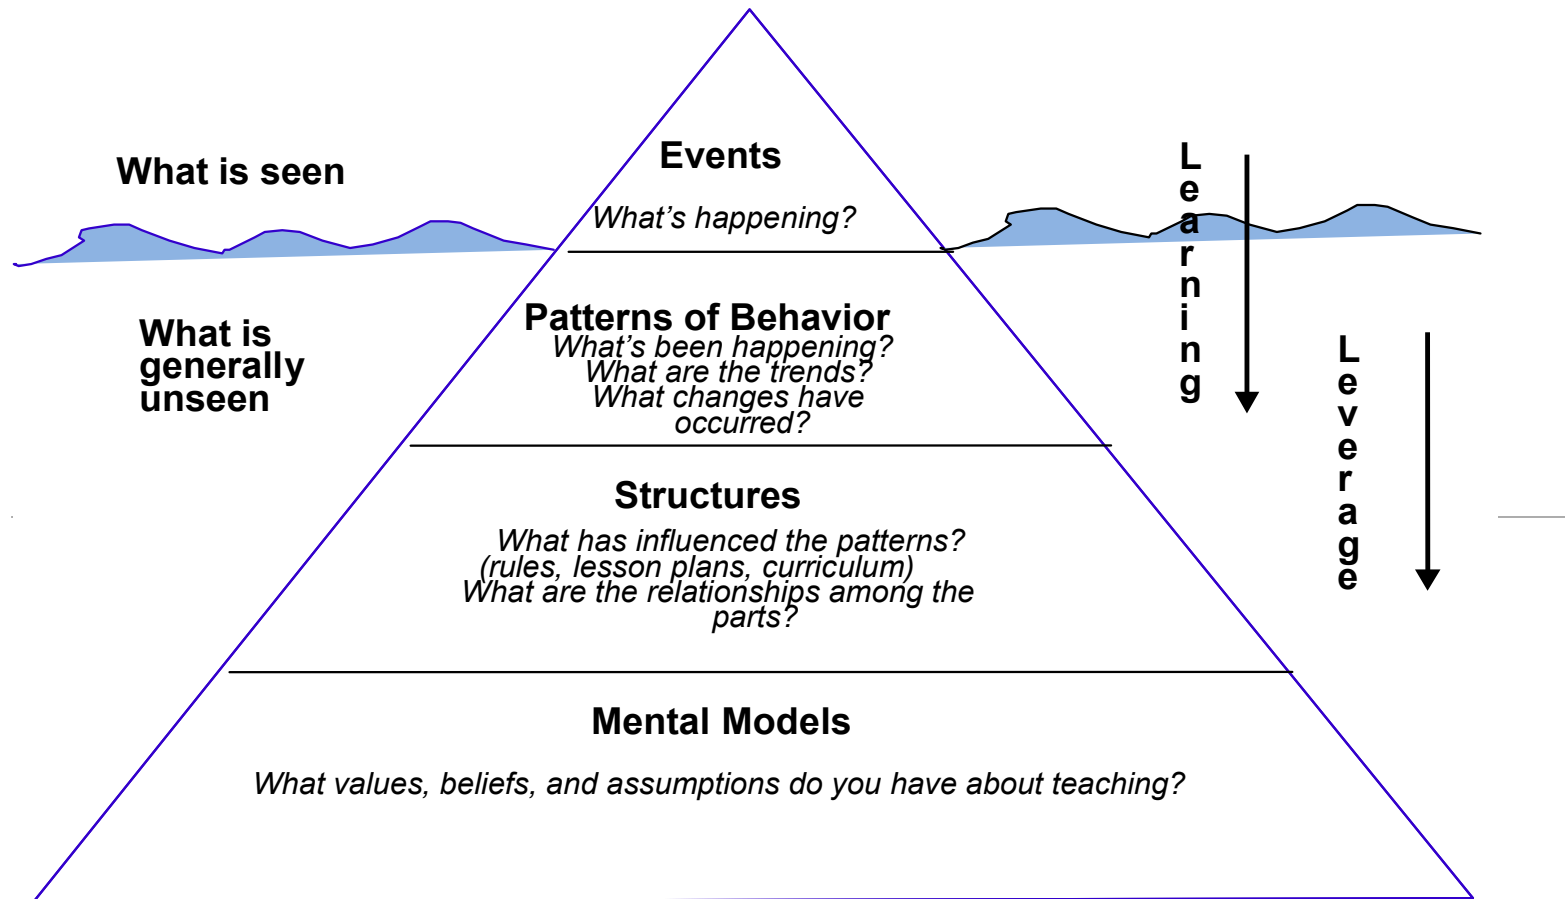 What is seen
Events
What’s happening?
What is
generally
unseen
Patterns of Behavior
What’s been happening?
What are the trends?
What changes have
occurred?
Structures
What has influenced the patterns?
(rules, lesson plans, curriculum)
What are the relationships among the
parts?
Mental Models
What values, beliefs, and assumptions do you have about teaching?
Learning
Leverage